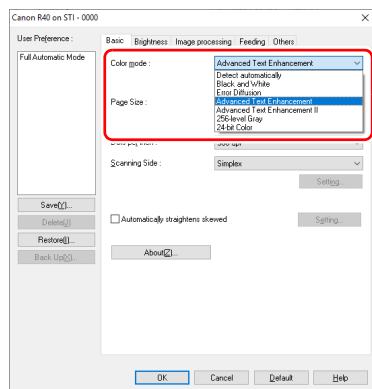 Canon R40 on STI - 0000
User Preference :
Full Automatic Mode
Save[Y]...
Delete[J]
Restore[I]...
Back Up[X]...
Basic
Brightness
Image processing
Feeding
Others
Color mode :
Advanced Text Enhancement
Detect automatically
Black and White
Error Diffusion
Advanced Text Enhancement
Advanced Text Enhancement II
256-level Gray
24-bit Color
Page Size :
Scanning Side :
Simplex
Setting...
Automatically straightens skewed
Setting...
About[Z]...
OK
Cancel
Default
Help